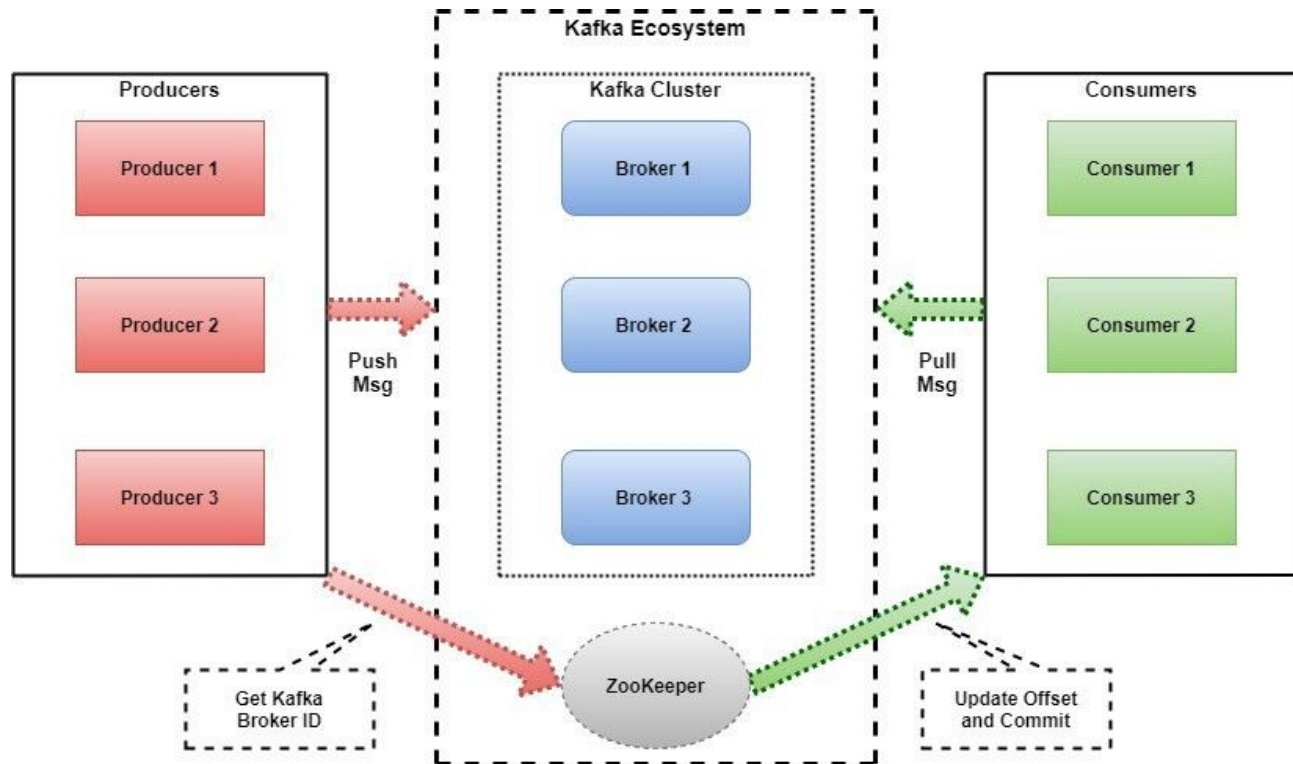 Kafka Ecosystem
Producers
Kafka Cluster
Consumers
Producer 1
Broker 1
Consumer 1
Producer 2
Broker 2
Consumer 2
Push
Msg
Pull
Msg
Producer 3
Broker 3
Consumer 3
ZooKeeper
Get Kafka
Broker ID
Update Offset
and Commit